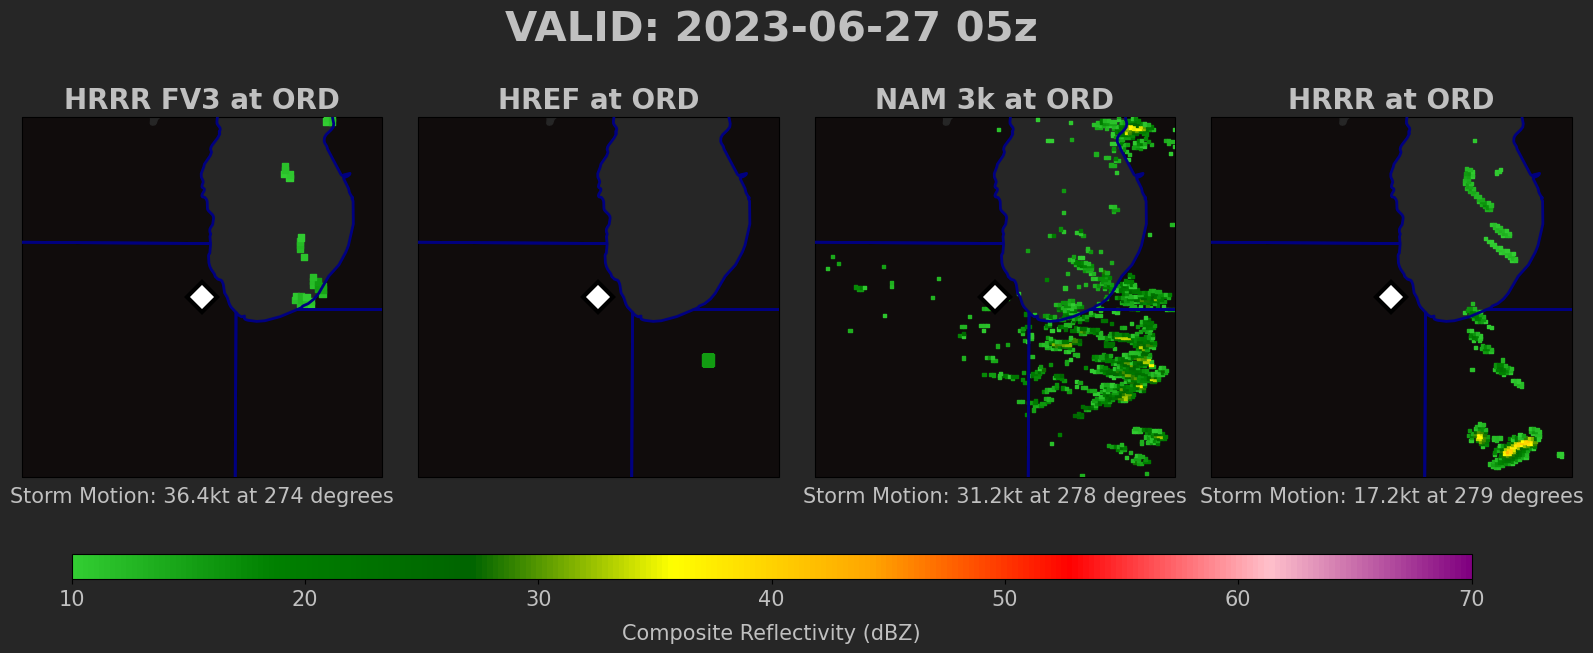 VALID: 2023-06-27 05z
HRRR FV3 at ORD
HREF at ORD
NAM 3k at ORD
HRRR at ORD
Storm Motion: 36.4kt at 274 degrees
Storm Motion: 31.2kt at 278 degrees
Storm Motion: 17.2kt at 279 degrees
10 20 30 40 50 60 70
Composite Reflectivity (dBZ)